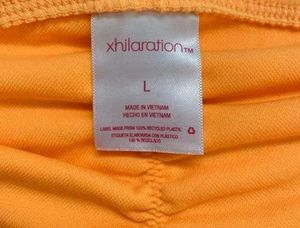 xhilaration™
L
MADE IN VIETNAM
HECHO EN VIETNAM
LABEL MADE FROM 100% RECYCLED PLASTIC
ETIQUETA ELABORADA CON PLÁSTICO
100 % RECICLADO